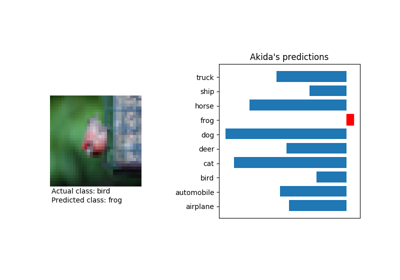 Akida's predictions
truck
ship
horse
frog
dog
deer
cat
bird
automobile
airplane
Actual class: bird
Predicted class: frog